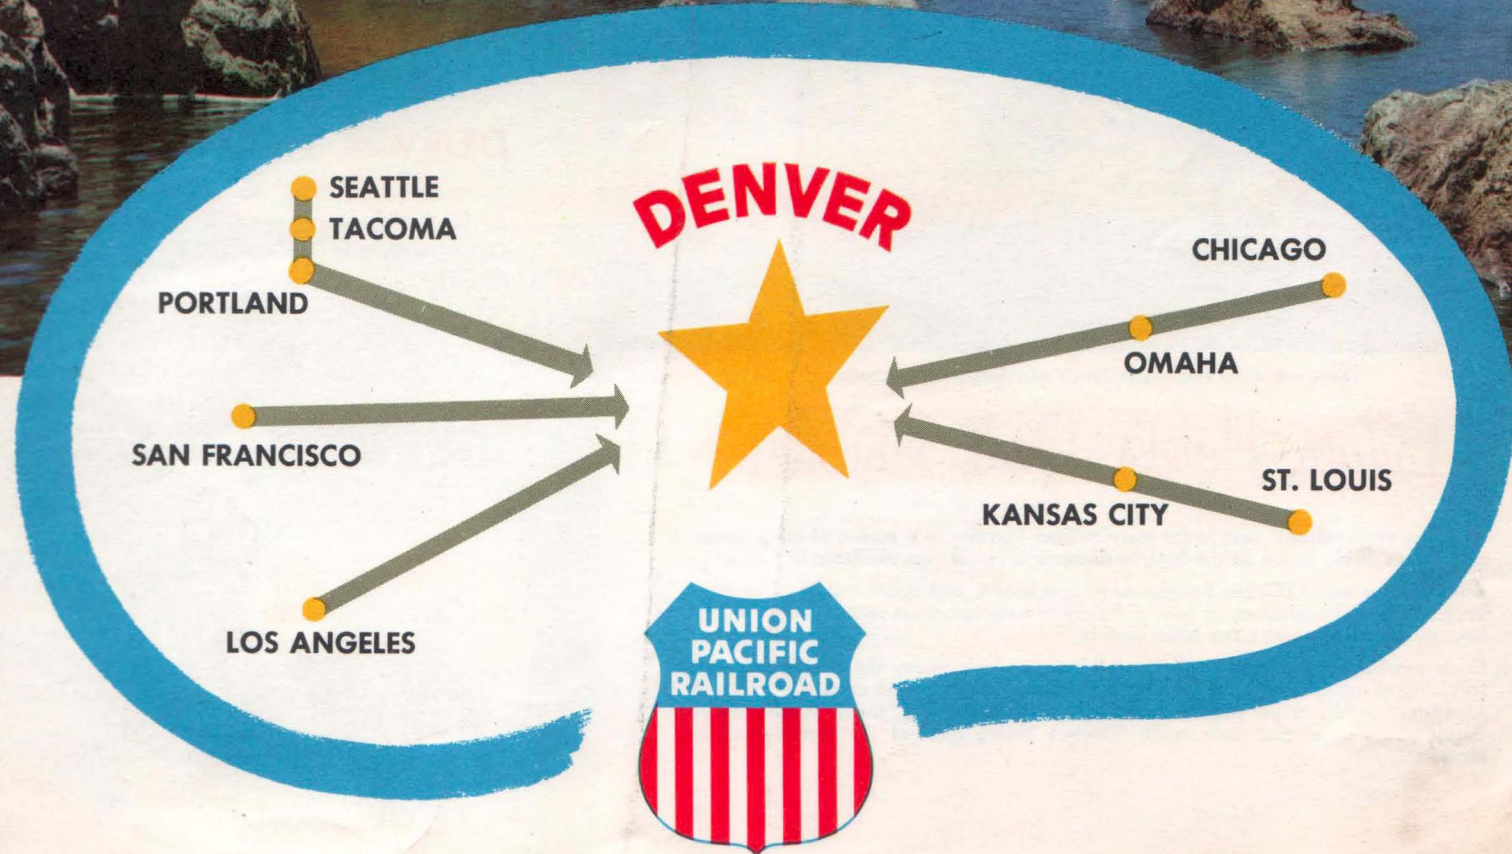 DENVER
SEATTLE
TACOMA
PORTLAND
SAN FRANCISCO
LOS ANGELES
CHICAGO
OMAHA
KANSAS CITY
ST. LOUIS
UNION
PACIFIC
RAILROAD